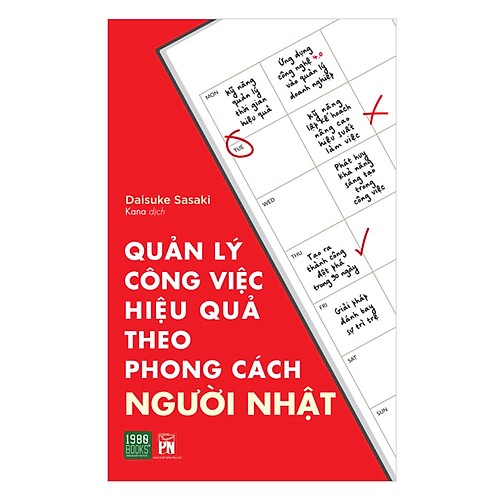 MON
Kỹ năng
quản lý
thời gian
hiệu quả
Ứng dụng
công nghệ 4.0
vào quản lý
doanh nghiệp
TUE
Kỹ năng
lập kế hoạch
nâng cao
hiệu suất
làm việc
WED
Phát huy
khả năng
sáng tạo
trong
công việc
THU
Tạo ra
thành công
đột phá
trong 90 ngày
FRI
Giải pháp
đánh bay
sự trì trệ
SAT
SUN
Daisuke Sasaki
Kana dịch
QUẢN LÝ
CÔNG VIỆC
HIỆU QUẢ
THEO
PHONG CÁCH
NGƯỜI NHẬT
1980
BOOKS
PN